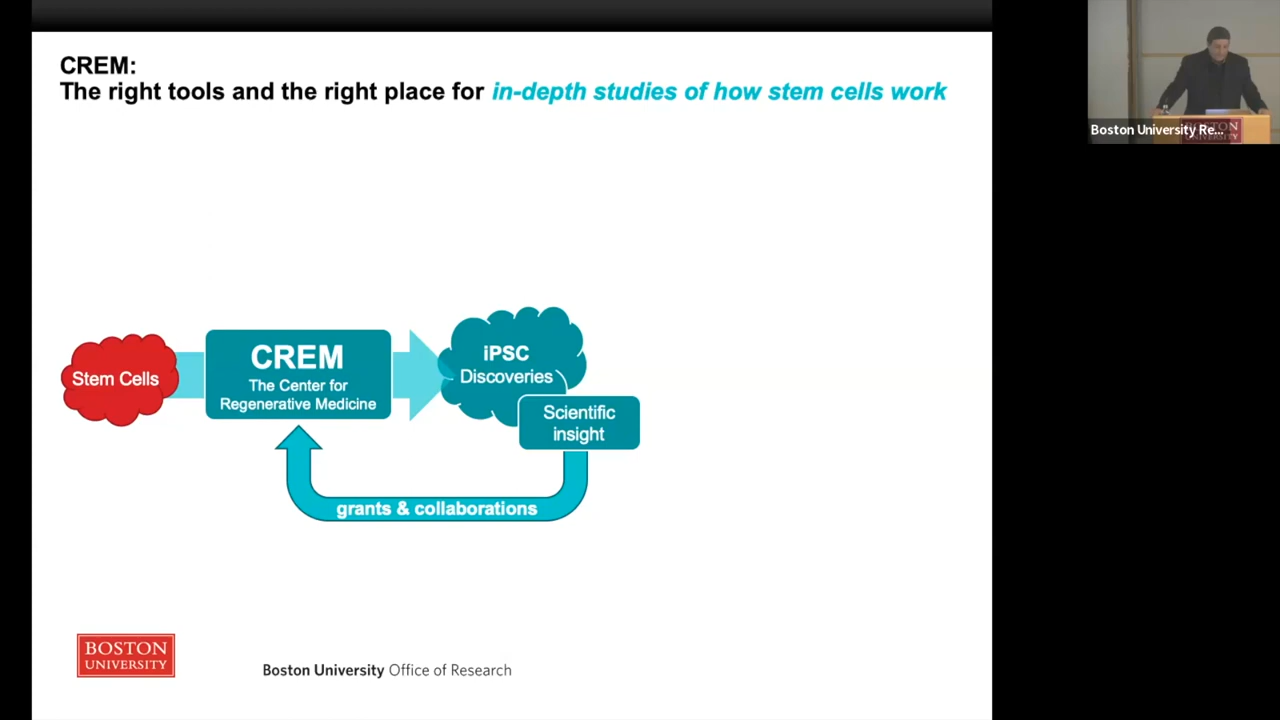 CREM:
The right tools and the right place for in-depth studies of how stem cells work
Boston University Re...
BOSTON
UNIVERSITY
Stem Cells
CREM
The Center for
Regenerative Medicine
iPSC
Discoveries
Scientific
insight
grants & collaborations
BOSTON
UNIVERSITY
Boston University Office of Research